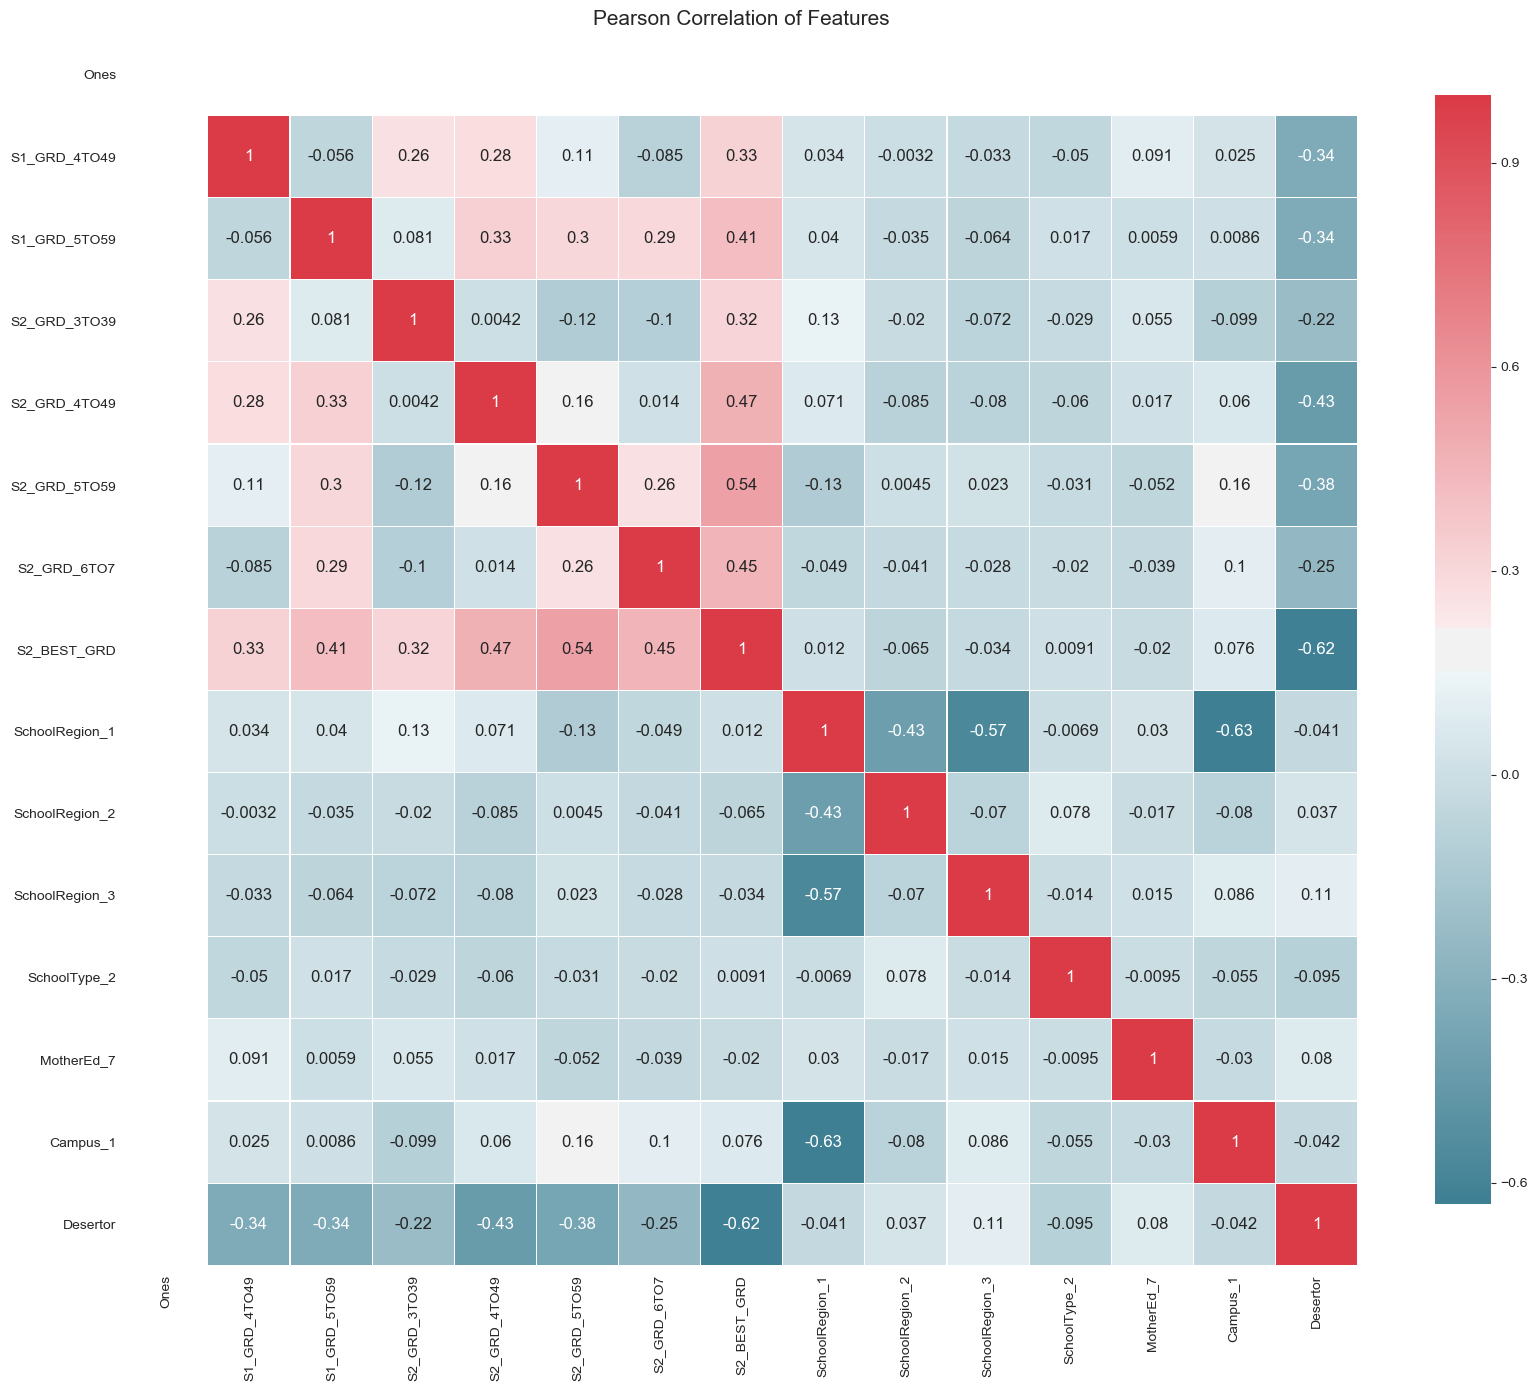 Pearson Correlation of Features
Ones
S1_GRD_4TO49 1 -0.056 0.26 0.28 0.11 -0.085 0.33 0.034 -0.0032 -0.033 -0.05 0.091 0.025 -0.34
S1_GRD_5TO59 -0.056 1 0.081 0.33 0.3 0.29 0.41 0.04 -0.035 -0.064 0.017 0.0059 0.0086 -0.34
S2_GRD_3TO39 0.26 0.081 1 0.0042 -0.12 -0.1 0.32 0.13 -0.02 -0.072 -0.029 0.055 -0.099 -0.22
S2_GRD_4TO49 0.28 0.33 0.0042 1 0.16 0.014 0.47 0.071 -0.085 -0.08 -0.06 0.017 0.06 -0.43
S2_GRD_5TO59 0.11 0.3 -0.12 0.16 1 0.26 0.54 -0.13 0.0045 0.023 -0.031 -0.052 0.16 -0.38
S2_GRD_6TO7 -0.085 0.29 -0.1 0.014 0.26 1 0.45 -0.049 -0.041 -0.028 -0.02 -0.039 0.1 -0.25
S2_BEST_GRD 0.33 0.41 0.32 0.47 0.54 0.45 1 0.012 -0.065 -0.034 0.0091 -0.02 0.076 -0.62
SchoolRegion_1 0.034 0.04 0.13 0.071 -0.13 -0.049 0.012 1 -0.43 -0.57 -0.0069 0.03 -0.63 -0.041
SchoolRegion_2 -0.0032 -0.035 -0.02 -0.085 0.0045 -0.041 -0.065 -0.43 1 -0.07 0.078 -0.017 -0.08 0.037
SchoolRegion_3 -0.033 -0.064 -0.072 -0.08 0.023 -0.028 -0.034 -0.57 -0.07 1 -0.014 0.015 0.086 0.11
SchoolType_2 -0.05 0.017 -0.029 -0.06 -0.031 -0.02 0.0091 -0.0069 0.078 -0.014 1 -0.0095 -0.055 -0.095
MotherEd_7 0.091 0.0059 0.055 0.017 -0.052 -0.039 -0.02 0.03 -0.017 0.015 -0.0095 1 -0.03 0.08
Campus_1 0.025 0.0086 -0.099 0.06 0.16 0.1 0.076 -0.63 -0.08 0.086 -0.055 -0.03 1 -0.042
Desertor -0.34 -0.34 -0.22 -0.43 -0.38 -0.25 -0.62 -0.041 0.037 0.11 -0.095 0.08 -0.042 1
Ones
S1_GRD_4TO49
S1_GRD_5TO59
S2_GRD_3TO39
S2_GRD_4TO49
S2_GRD_5TO59
S2_GRD_6TO7
S2_BEST_GRD
SchoolRegion_1
SchoolRegion_2
SchoolRegion_3
SchoolType_2
MotherEd_7
Campus_1
Desertor
0.9
0.6
0.3
0.0
−0.3
−0.6